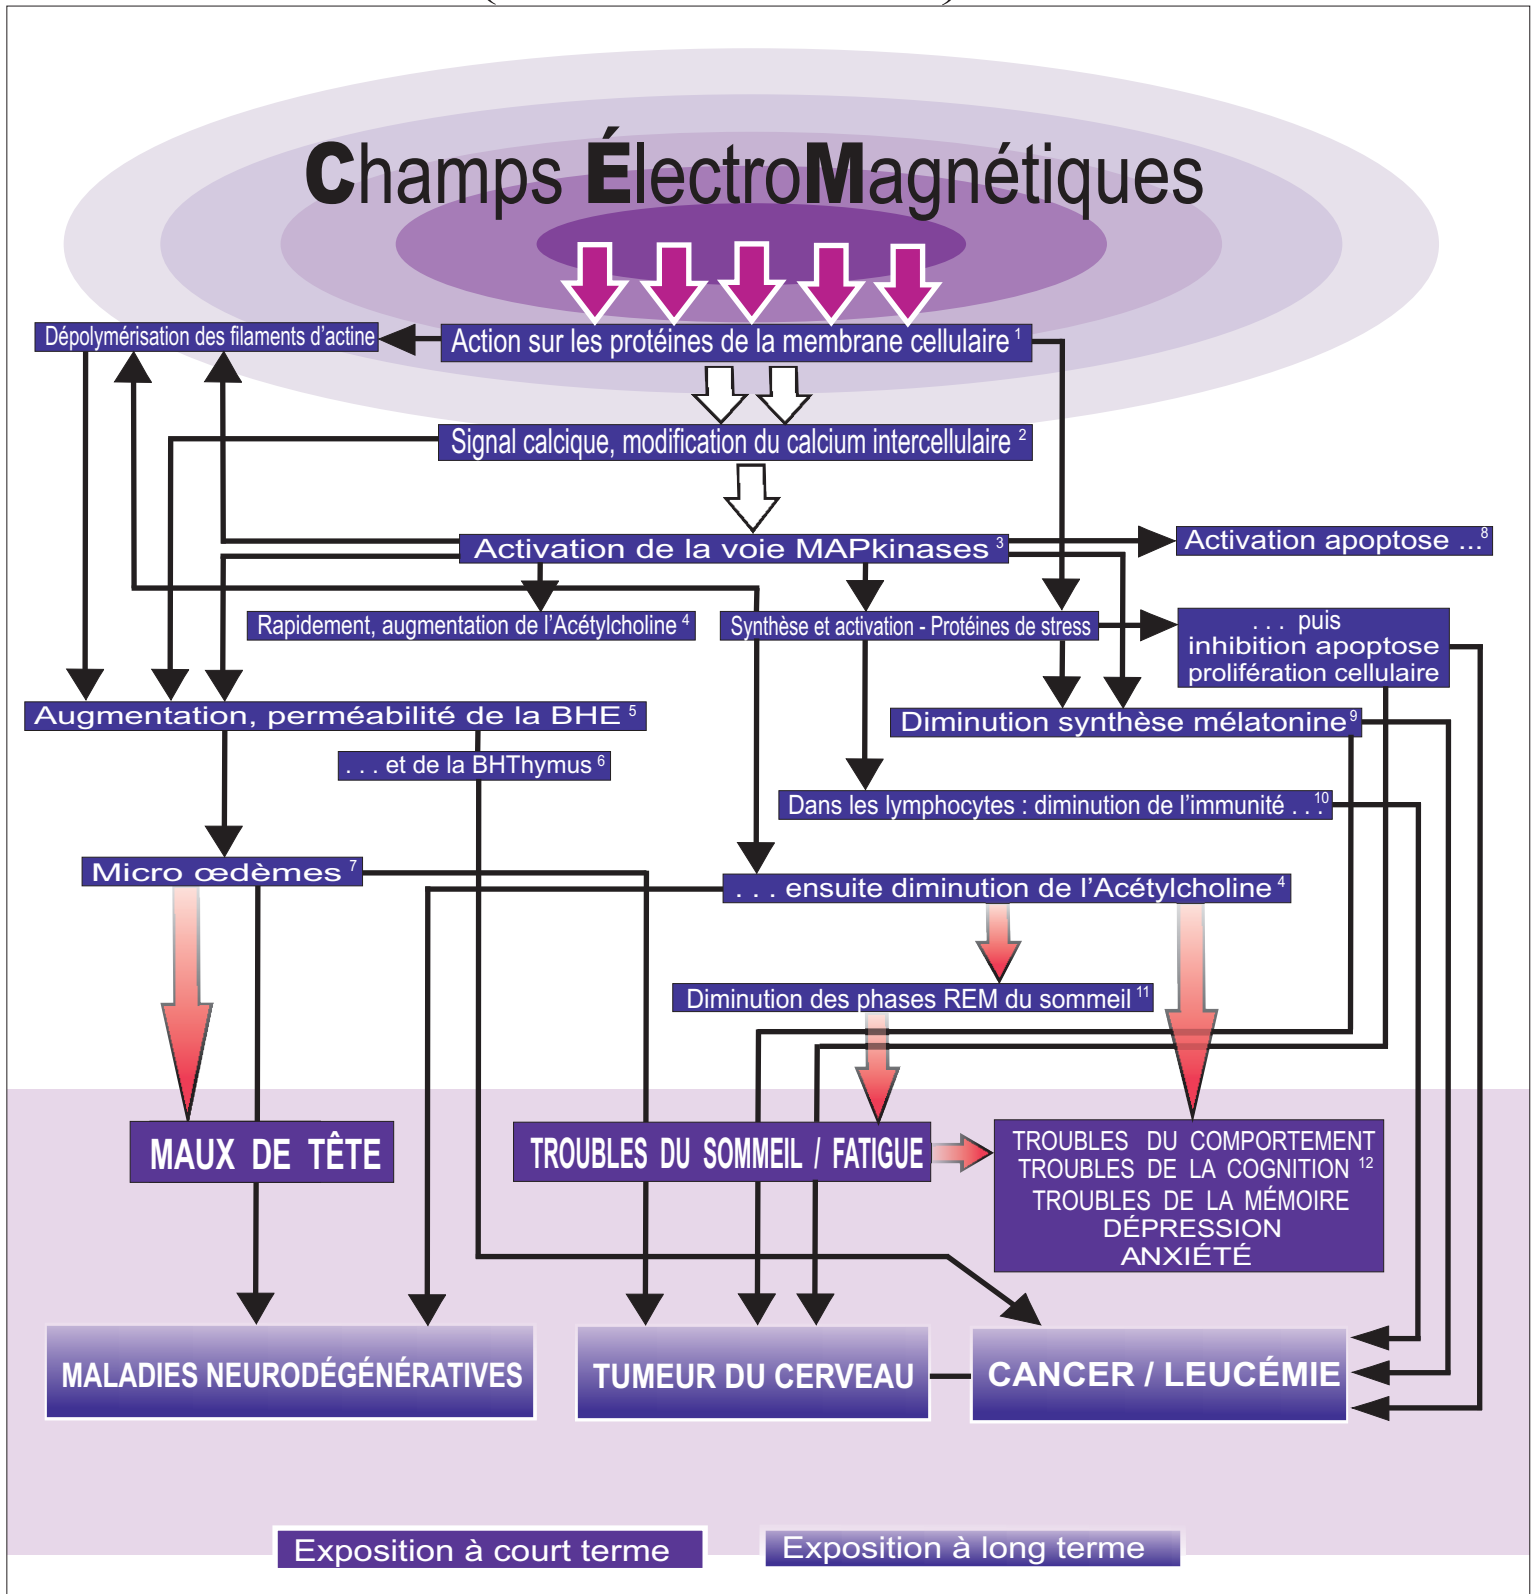 Champs ÉlectroMagnétiques
Dépolymérisation des filaments d'actine
Action sur les protéines de la membrane cellulaire 1
Signal calcique, modification du calcium intercellulaire 2
Activation de la voie MAPkinases 3
Activation apoptose ... 8
Rapidement, augmentation de l'Acétylcholine 4
Synthèse et activation - Protéines de stress
. . . puis
inhibition apoptose
prolifération cellulaire
Augmentation, perméabilité de la BHE 5
Diminution synthèse mélatonine 9
. . . et de la BHThymus 6
Dans les lymphocytes : diminution de l'immunité . . . 10
Micro œdèmes 7
. . . ensuite diminution de l'Acétylcholine 4
Diminution des phases REM du sommeil 11
MAUX DE TÊTE
TROUBLES DU SOMMEIL / FATIGUE
TROUBLES DU COMPORTEMENT
TROUBLES DE LA COGNITION 12
TROUBLES DE LA MÉMOIRE
DÉPRESSION
ANXIÉTÉ
MALADIES NEURODÉGÉNÉRATIVES
TUMEUR DU CERVEAU
CANCER / LEUCÉMIE
Exposition à court terme
Exposition à long terme